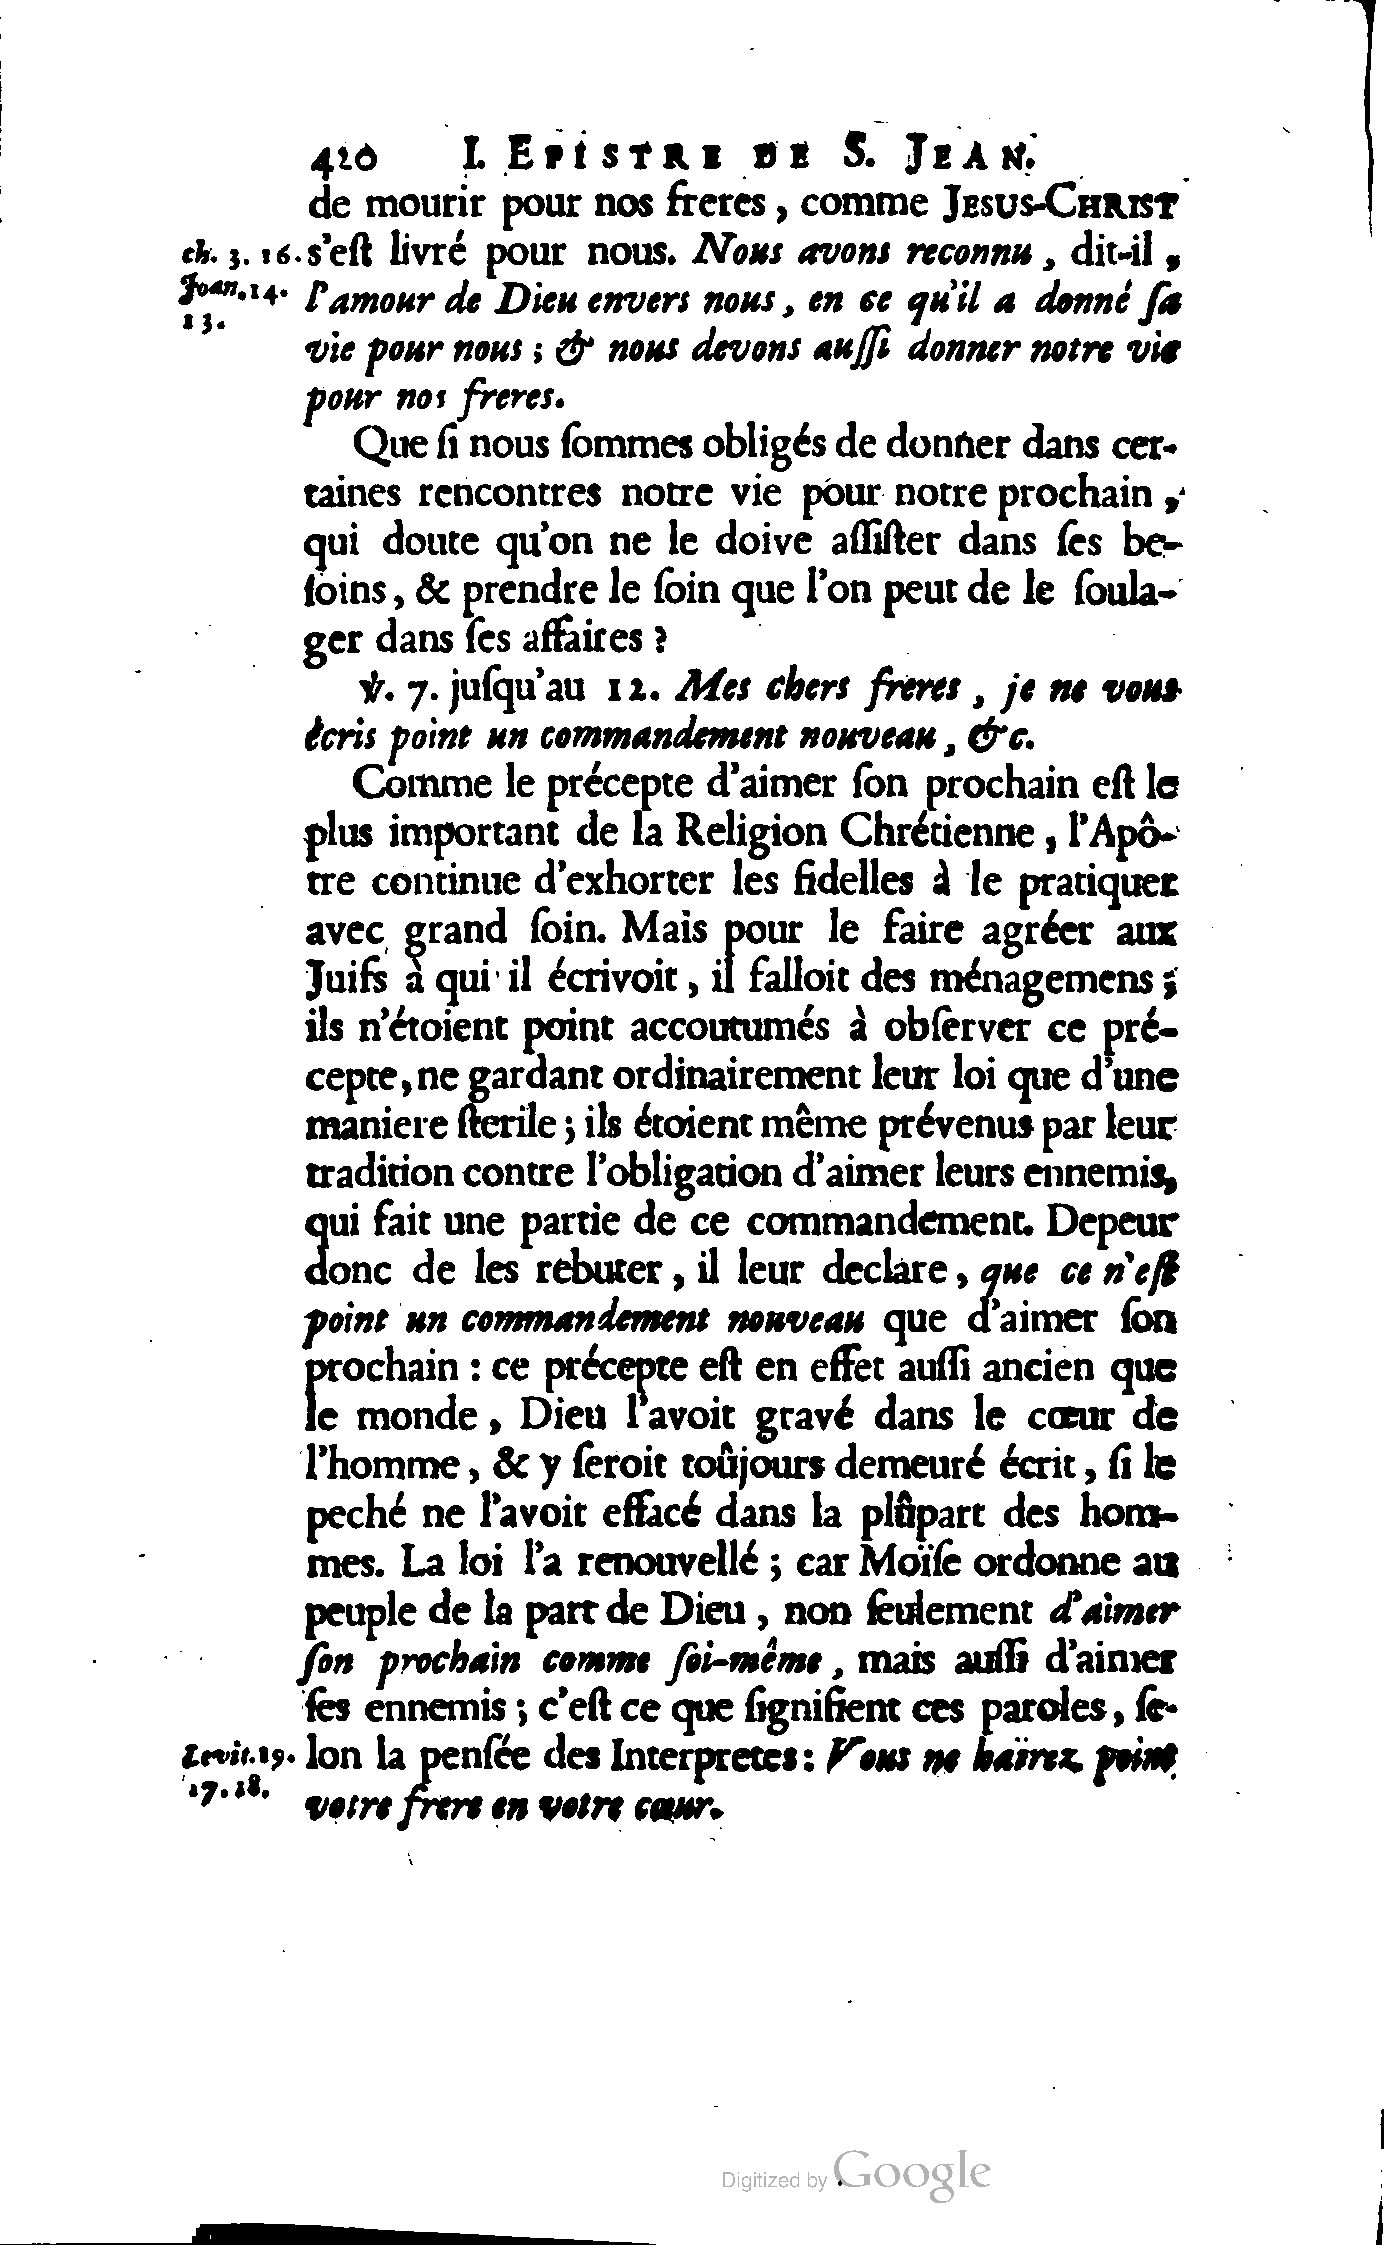 420 I. EPISTRE DE S. JEAN.
de mourir pour nos freres, comme JESUS-CHRIST
ch. 3. 16. s'eſt livré pour nous. Nous avons reconnu, dit-il,
Joan. 14. l'amour de Dieu envers nous, en ce qu'il a donné ſa
13.
vie pour nous; & nous devons auſſi donner notre vie
pour nos freres.
Que ſi nous ſommes obligés de donner dans cer-
taines rencontres notre vie pour notre prochain,
qui doute qu'on ne le doive aſſiſter dans ſes be-
ſoins, & prendre le ſoin que l'on peut de le ſoula-
ger dans ſes affaires ?
℣. 7. juſqu'au 12. Mes chers freres, je ne vous
écris point un commandement nouveau, &c.
Comme le précepte d'aimer ſon prochain eſt le
plus important de la Religion Chrétienne, l'Apô-
tre continue d'exhorter les fidelles à le pratiquer
avec grand ſoin. Mais pour le faire agréer aux
Juifs à qui il écrivoit, il falloit des ménagemens;
ils n'étoient point accoutumés à obſerver ce pré-
cepte, ne gardant ordinairement leur loi que d'une
maniere ſterile; ils étoient même prévenus par leur
tradition contre l'obligation d'aimer leurs ennemis,
qui fait une partie de ce commandement. Depeur
donc de les rebuter, il leur declare, que ce n'eſt
point un commandement nouveau que d'aimer ſon
prochain : ce précepte eſt en effet auſſi ancien que
le monde, Dieu l'avoit gravé dans le cœur de
l'homme, & y ſeroit toûjours demeuré écrit, ſi le
peché ne l'avoit effacé dans la plûpart des hom-
mes. La loi l'a renouvellé; car Moïſe ordonne au
peuple de la part de Dieu, non ſeulement d'aimer
ſon prochain comme ſoi-même, mais auſſi d'aimer
ſes ennemis; c'eſt ce que ſignifient ces paroles, ſe-
Levit. 19. lon la penſée des Interpretes: Vous ne haïrez point
17. 18.
votre frere en votre cœur.
Digitized by Google